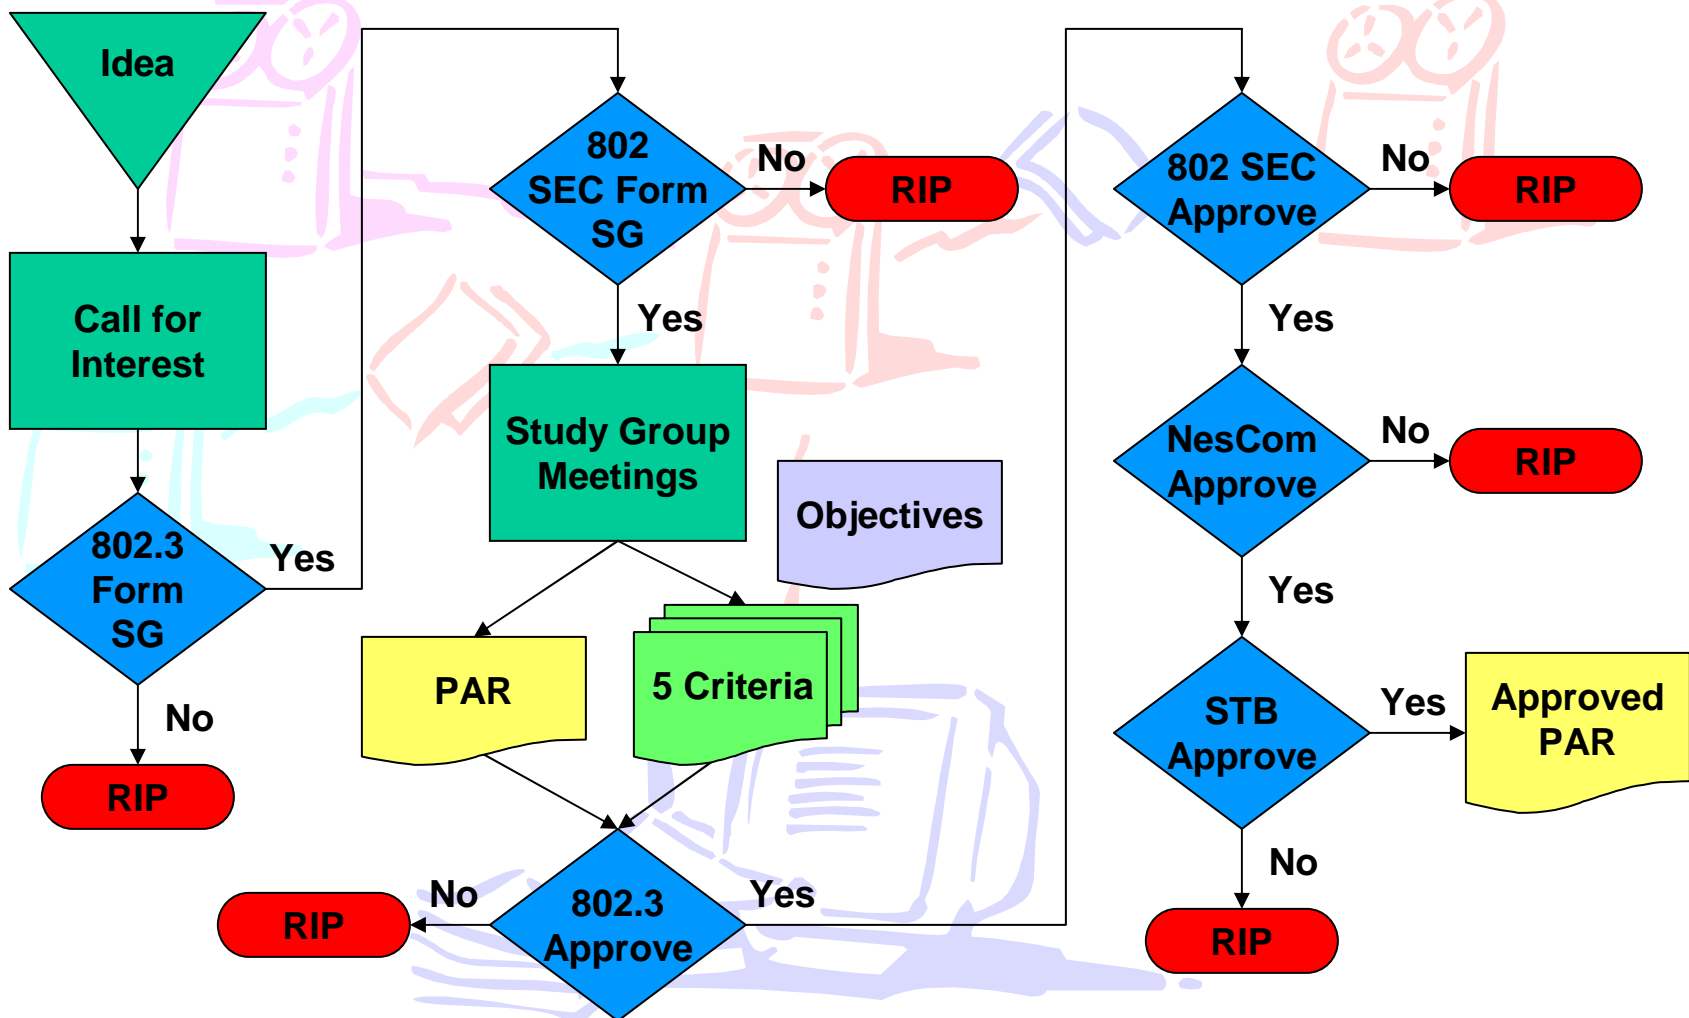 Idea
Call for
Interest
802.3
Form
SG
Yes
No
RIP
802
SEC Form
SG
No
RIP
Yes
Study Group
Meetings
Objectives
PAR
5 Criteria
802.3
Approve
No
RIP
Yes
802 SEC
Approve
No
RIP
Yes
NesCom
Approve
No
RIP
Yes
STB
Approve
Yes
Approved
PAR
No
RIP